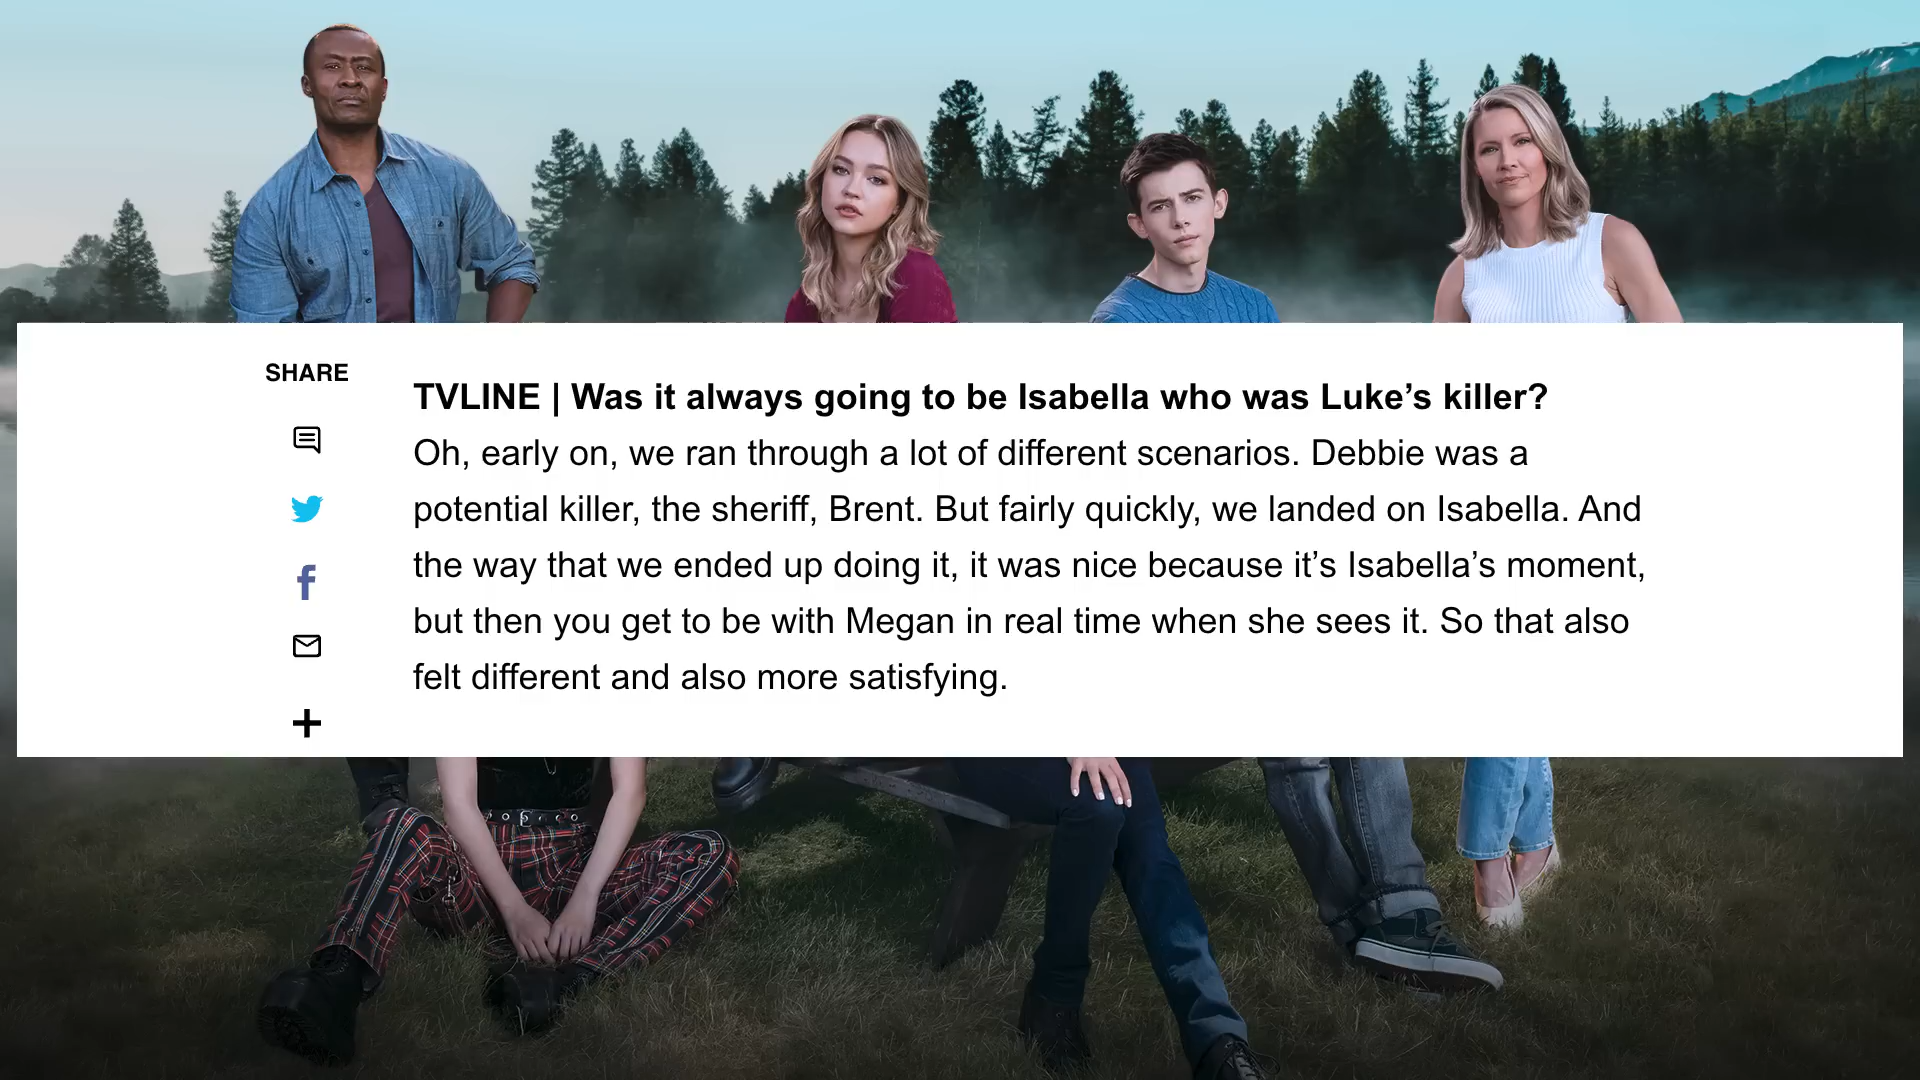 SHARE
TVLINE | Was it always going to be Isabella who was Luke’s killer?
Oh, early on, we ran through a lot of different scenarios. Debbie was a
potential killer, the sheriff, Brent. But fairly quickly, we landed on Isabella. And
the way that we ended up doing it, it was nice because it’s Isabella’s moment,
but then you get to be with Megan in real time when she sees it. So that also
felt different and also more satisfying.